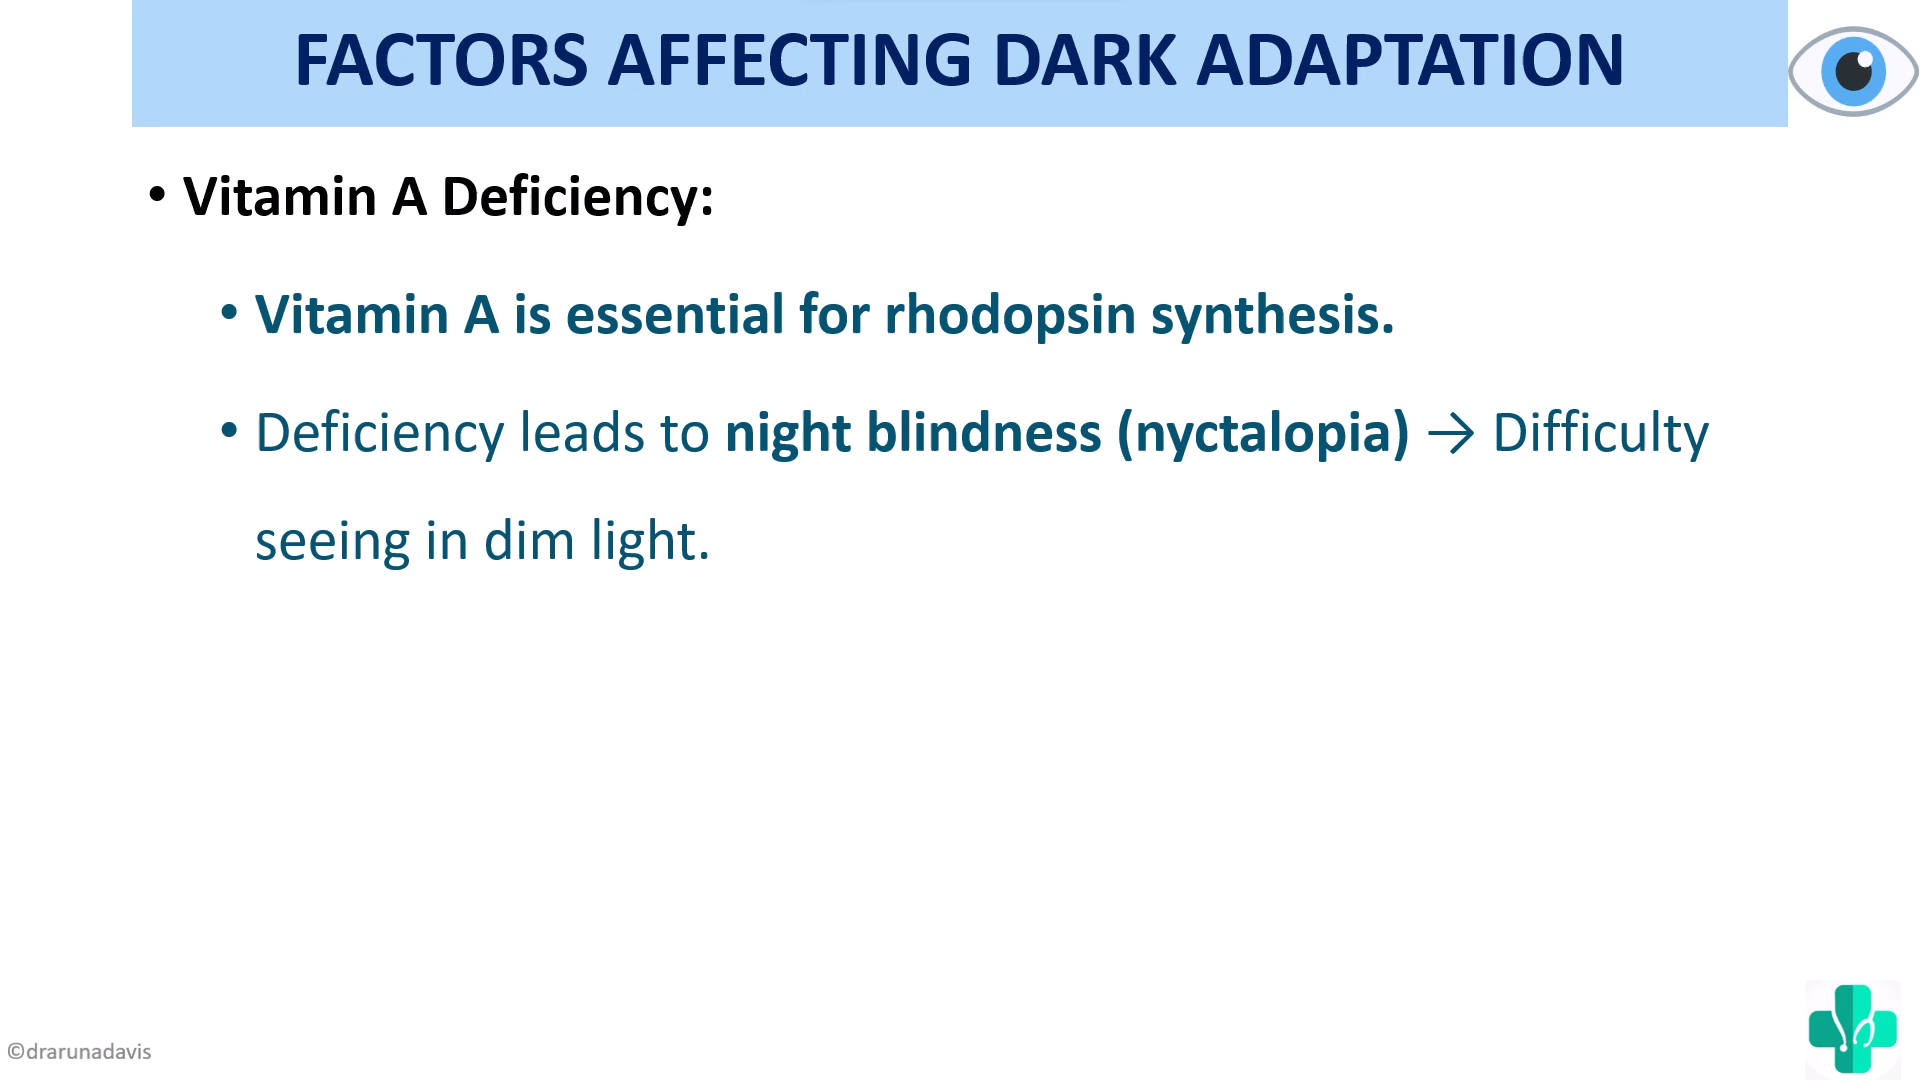 FACTORS AFFECTING DARK ADAPTATION
• Vitamin A Deficiency:
• Vitamin A is essential for rhodopsin synthesis.
• Deficiency leads to night blindness (nyctalopia) → Difficulty
seeing in dim light.
©drarunadavis